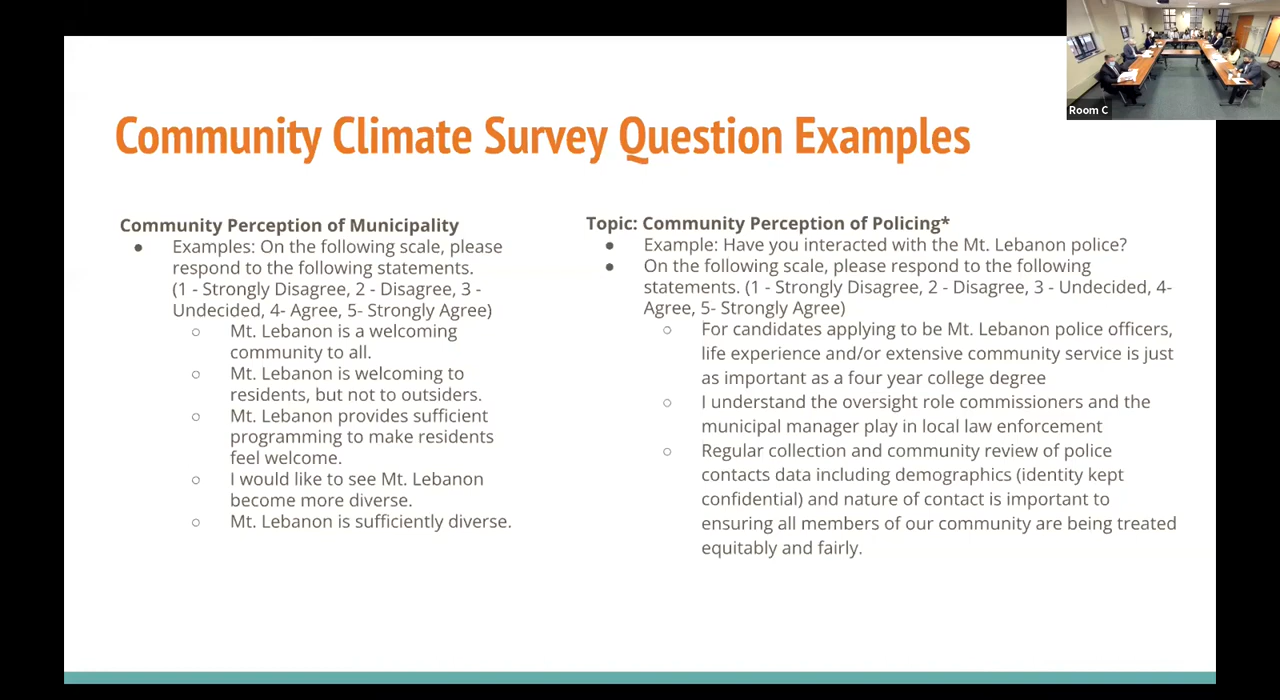 Room C
Community Climate Survey Question Examples
Community Perception of Municipality
● Examples: On the following scale, please
respond to the following statements.
(1 - Strongly Disagree, 2 - Disagree, 3 -
Undecided, 4- Agree, 5- Strongly Agree)
○ Mt. Lebanon is a welcoming
community to all.
○ Mt. Lebanon is welcoming to
residents, but not to outsiders.
○ Mt. Lebanon provides sufficient
programming to make residents
feel welcome.
○ I would like to see Mt. Lebanon
become more diverse.
○ Mt. Lebanon is sufficiently diverse.
Topic: Community Perception of Policing*
● Example: Have you interacted with the Mt. Lebanon police?
● On the following scale, please respond to the following
statements. (1 - Strongly Disagree, 2 - Disagree, 3 - Undecided, 4-
Agree, 5- Strongly Agree)
○ For candidates applying to be Mt. Lebanon police officers,
life experience and/or extensive community service is just
as important as a four year college degree
○ I understand the oversight role commissioners and the
municipal manager play in local law enforcement
○ Regular collection and community review of police
contacts data including demographics (identity kept
confidential) and nature of contact is important to
ensuring all members of our community are being treated
equitably and fairly.